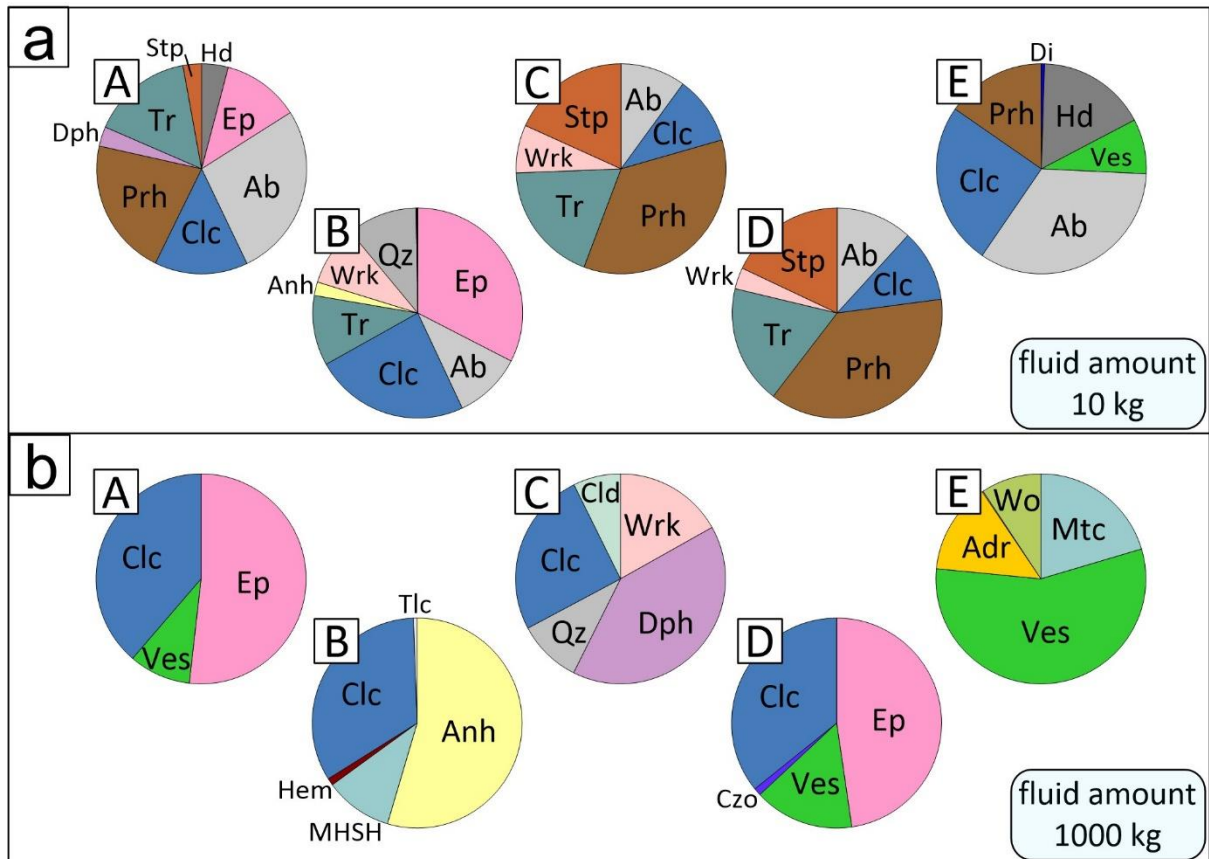 a
A
Stp
Hd
Ep
Ab
Clc
Prh
Dph
Tr
B
Qz
Ep
Ab
Clc
Tr
Anh
Wrk
C
Ab
Clc
Prh
Tr
Wrk
Stp
D
Ab
Clc
Prh
Tr
Wrk
Stp
E
Di
Hd
Ves
Ab
Clc
Prh
fluid amount
10 kg
b
A
Clc
Ep
Ves
B
Tlc
Clc
Anh
Hem
MHSH
C
Cld
Wrk
Clc
Qz
Dph
D
Clc
Ep
Czo
Ves
E
Wo
Mtc
Adr
Ves
fluid amount
1000 kg